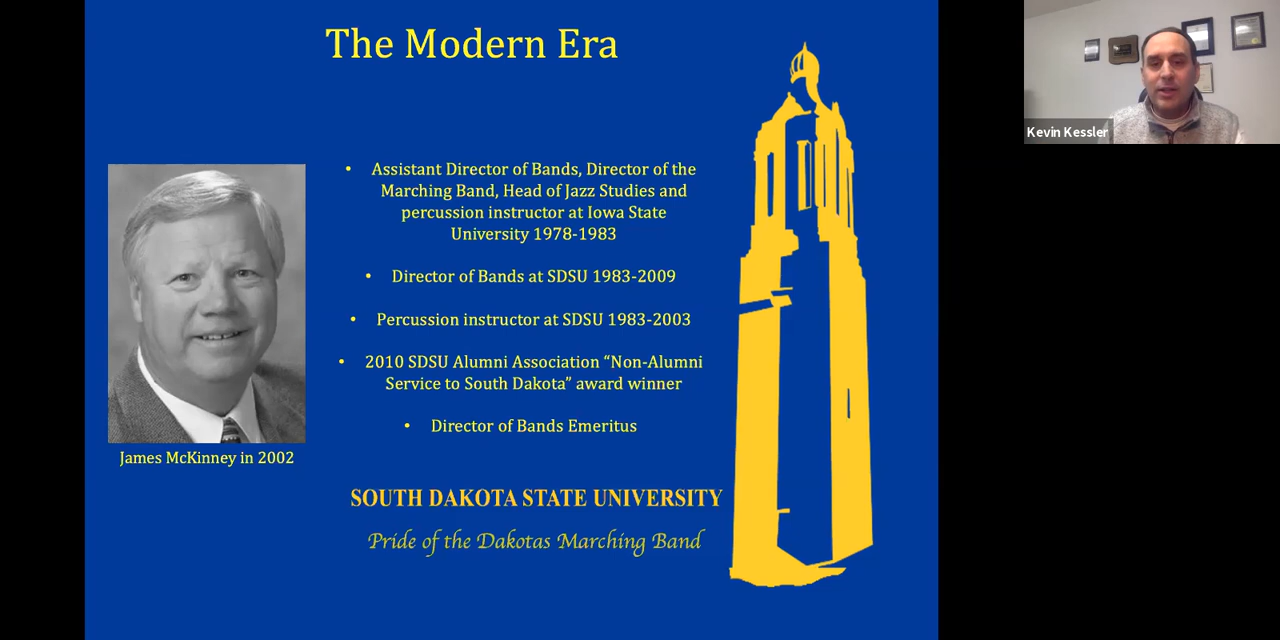 The Modern Era
Kevin Kessler
• Assistant Director of Bands, Director of the
Marching Band, Head of Jazz Studies and
percussion instructor at Iowa State
University 1978-1983
• Director of Bands at SDSU 1983-2009
• Percussion instructor at SDSU 1983-2003
• 2010 SDSU Alumni Association “Non-Alumni
Service to South Dakota” award winner
• Director of Bands Emeritus
James McKinney in 2002
SOUTH DAKOTA STATE UNIVERSITY
Pride of the Dakotas Marching Band